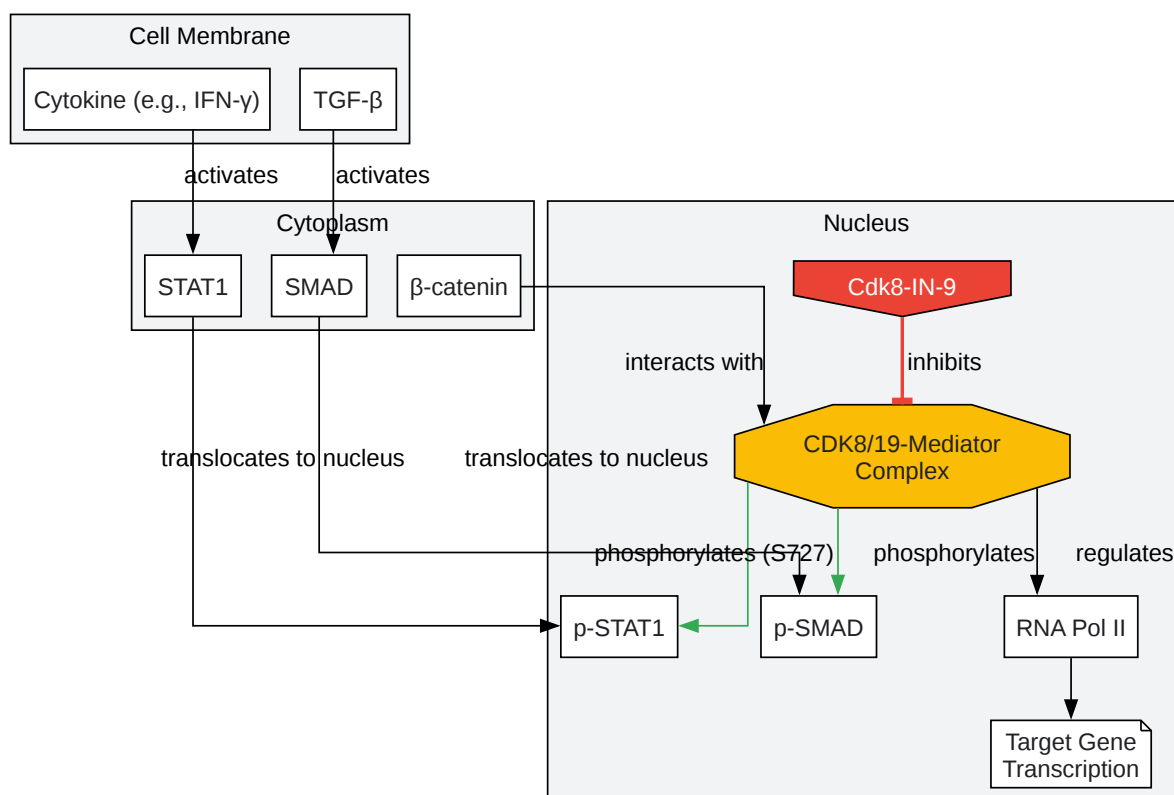 Cell Membrane
Cytokine (e.g., IFN-γ)
TGF-β
activates
activates
Cytoplasm
Nucleus
STAT1
SMAD
β-catenin
Cdk8-IN-9
interacts with
inhibits
translocates to nucleus
translocates to nucleus
CDK8/19-Mediator
Complex
phosphorylates (S727)
phosphorylates
regulates
p-STAT1
p-SMAD
RNA Pol II
Target Gene
Transcription